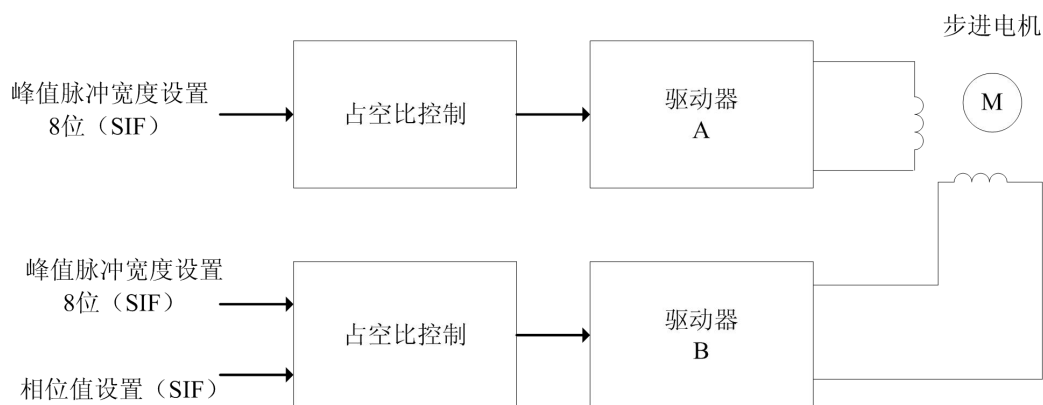 步进电机
峰值脉冲宽度设置
8位（SIF）
占空比控制
驱动器
A
M
峰值脉冲宽度设置
8位（SIF）
相位值设置（SIF）
占空比控制
驱动器
B